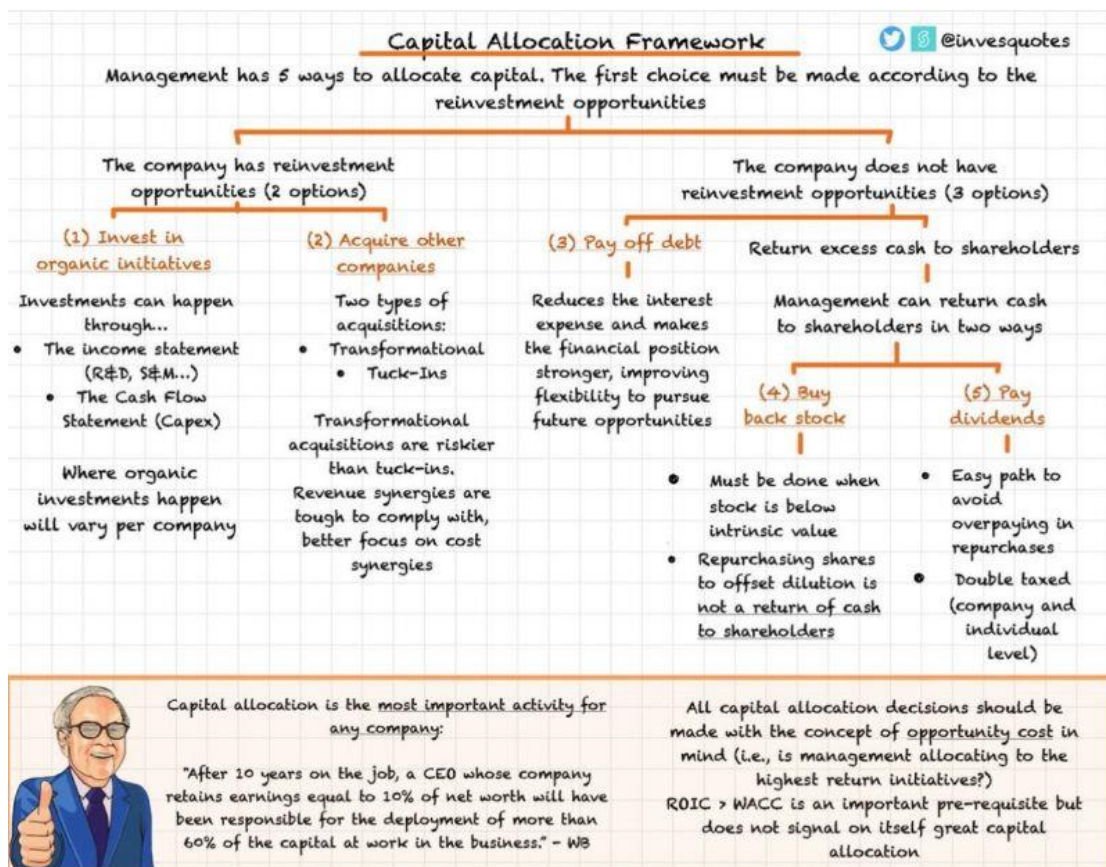 Capital Allocation Framework
@invesquotes
Management has 5 ways to allocate capital. The first choice must be made according to the
reinvestment opportunities
The company has reinvestment
opportunities (2 options)
The company does not have
reinvestment opportunities (3 options)
(1) Invest in
organic initiatives
Investments can happen
through...
• The income statement
(R&D, S&M...)
• The Cash Flow
Statement (Capex)
Where organic
investments happen
will vary per company
(2) Acquire other
companies
Two types of
acquisitions:
• Transformational
• Tuck-Ins
Transformational
acquisitions are riskier
than tuck-ins.
Revenue synergies are
tough to comply with,
better focus on cost
synergies
(3) Pay off debt
Reduces the interest
expense and makes
the financial position
stronger, improving
flexibility to pursue
future opportunities
Return excess cash to shareholders
Management can return cash
to shareholders in two ways
(4) Buy
back stock
• Must be done when
stock is below
intrinsic value
• Repurchasing shares
to offset dilution is
not a return of cash
to shareholders
(5) Pay
dividends
• Easy path to
avoid
overpaying in
repurchases
• Double taxed
(company and
individual
level)
Capital allocation is the most important activity for
any company:
"After 10 years on the job, a CEO whose company
retains earnings equal to 10% of net worth will have
been responsible for the deployment of more than
60% of the capital at work in the business." - WB
All capital allocation decisions should be
made with the concept of opportunity cost in
mind (i.e., is management allocating to the
highest return initiatives?)
ROIC > WACC is an important pre-requisite but
does not signal on itself great capital
allocation